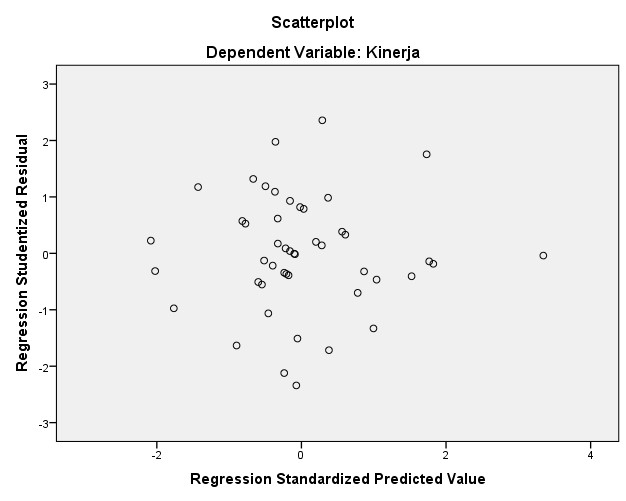 Scatterplot
Dependent Variable: Kinerja
3
2
1
0
-1
-2
-3
Regression Studentized Residual
-2
0
2
4
Regression Standardized Predicted Value